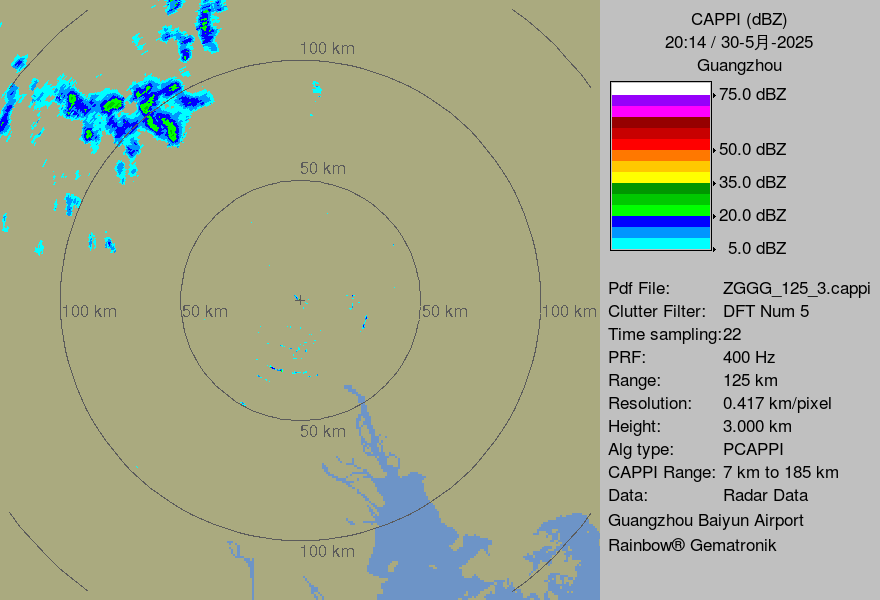 CAPPI (dBZ)
20:14 / 30-5月-2025
Guangzhou
75.0 dBZ
50.0 dBZ
35.0 dBZ
20.0 dBZ
5.0 dBZ
100 km
50 km
100 km
50 km
50 km
100 km
50 km
100 km
Pdf File: ZGGG_125_3.cappi
Clutter Filter: DFT Num 5
Time sampling:22
PRF: 400 Hz
Range: 125 km
Resolution: 0.417 km/pixel
Height: 3.000 km
Alg type: PCAPPI
CAPPI Range: 7 km to 185 km
Data: Radar Data
Guangzhou Baiyun Airport
Rainbow® Gematronik